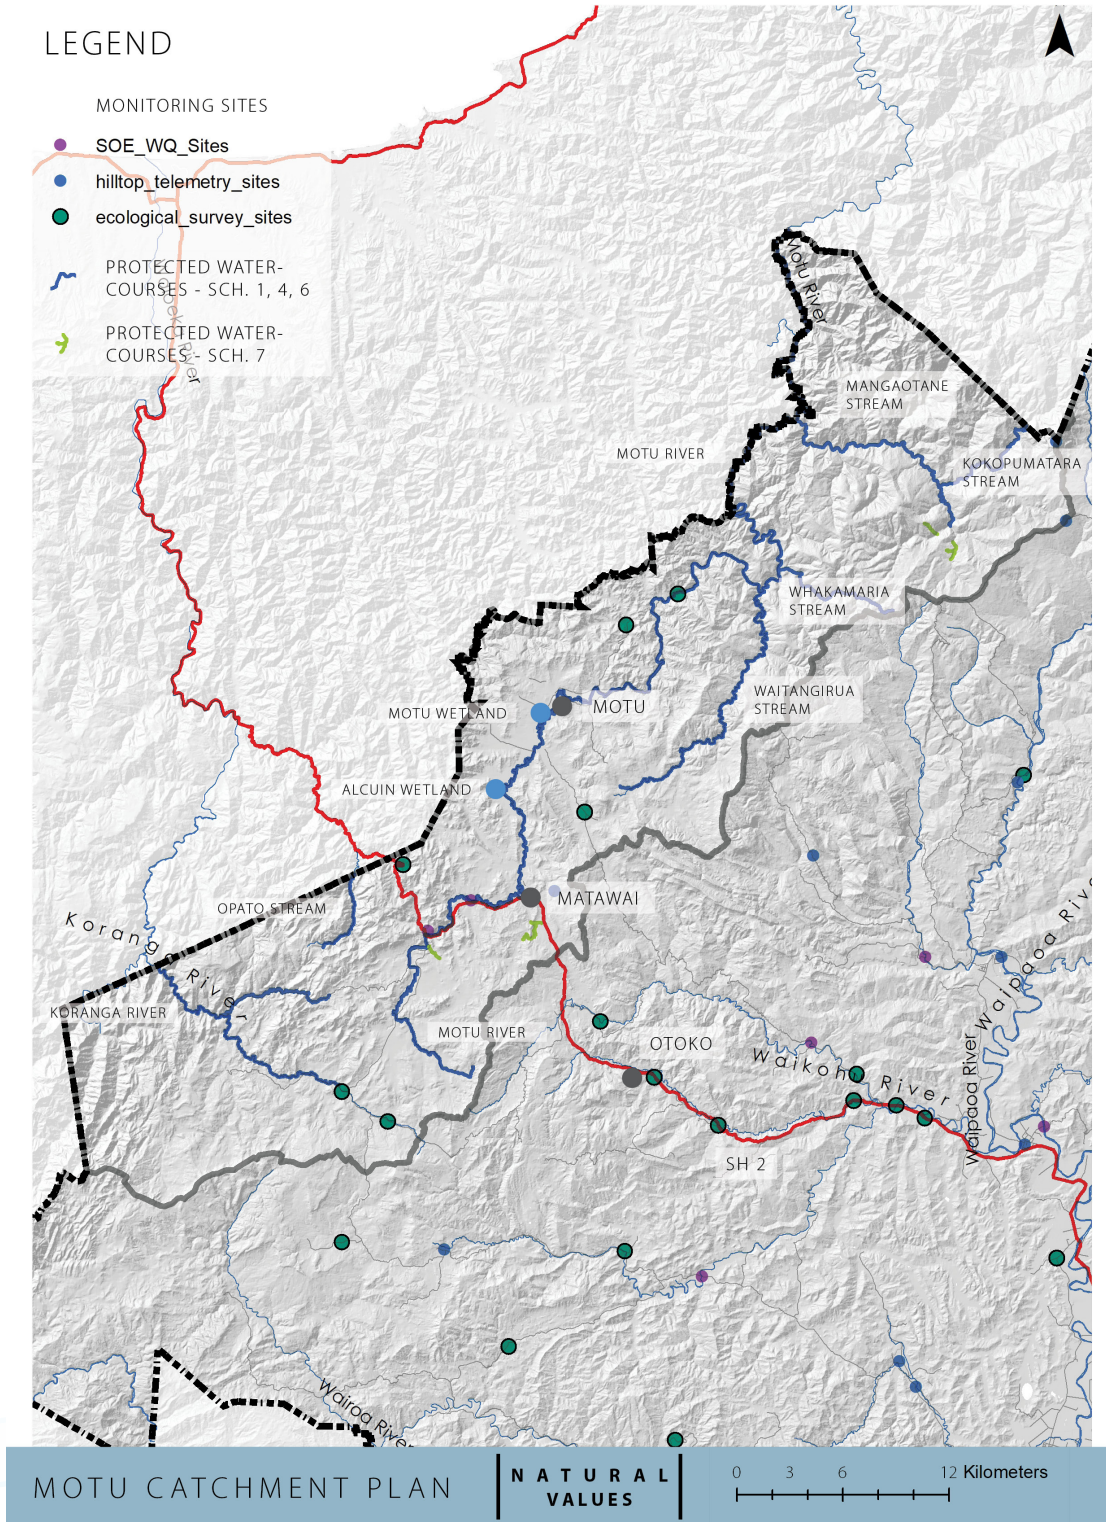 LEGEND
MONITORING SITES
SOE_WQ_Sites
hilltop_telemetry_sites
ecological_survey_sites
PROTECTED WATER-
COURSES - SCH. 1, 4, 6
PROTECTED WATER-
COURSES - SCH. 7
River
Motu River
MANGAOTANE
STREAM
MOTU RIVER
KOKOPUMATARA
STREAM
WHAKAMARIA
STREAM
WAITANGIRUA
STREAM
MOTU WETLAND
MOTU
ALCUIN WETLAND
MATAWAI
OPATO STREAM
Koranga River
KORANGA RIVER
MOTU RIVER
OTOKO
Waikohu River
Waipaoa River
Waipaoa River
SH 2
Wairoa River
MOTU CATCHMENT PLAN
NATURAL
VALUES
0 3 6 12 Kilometers